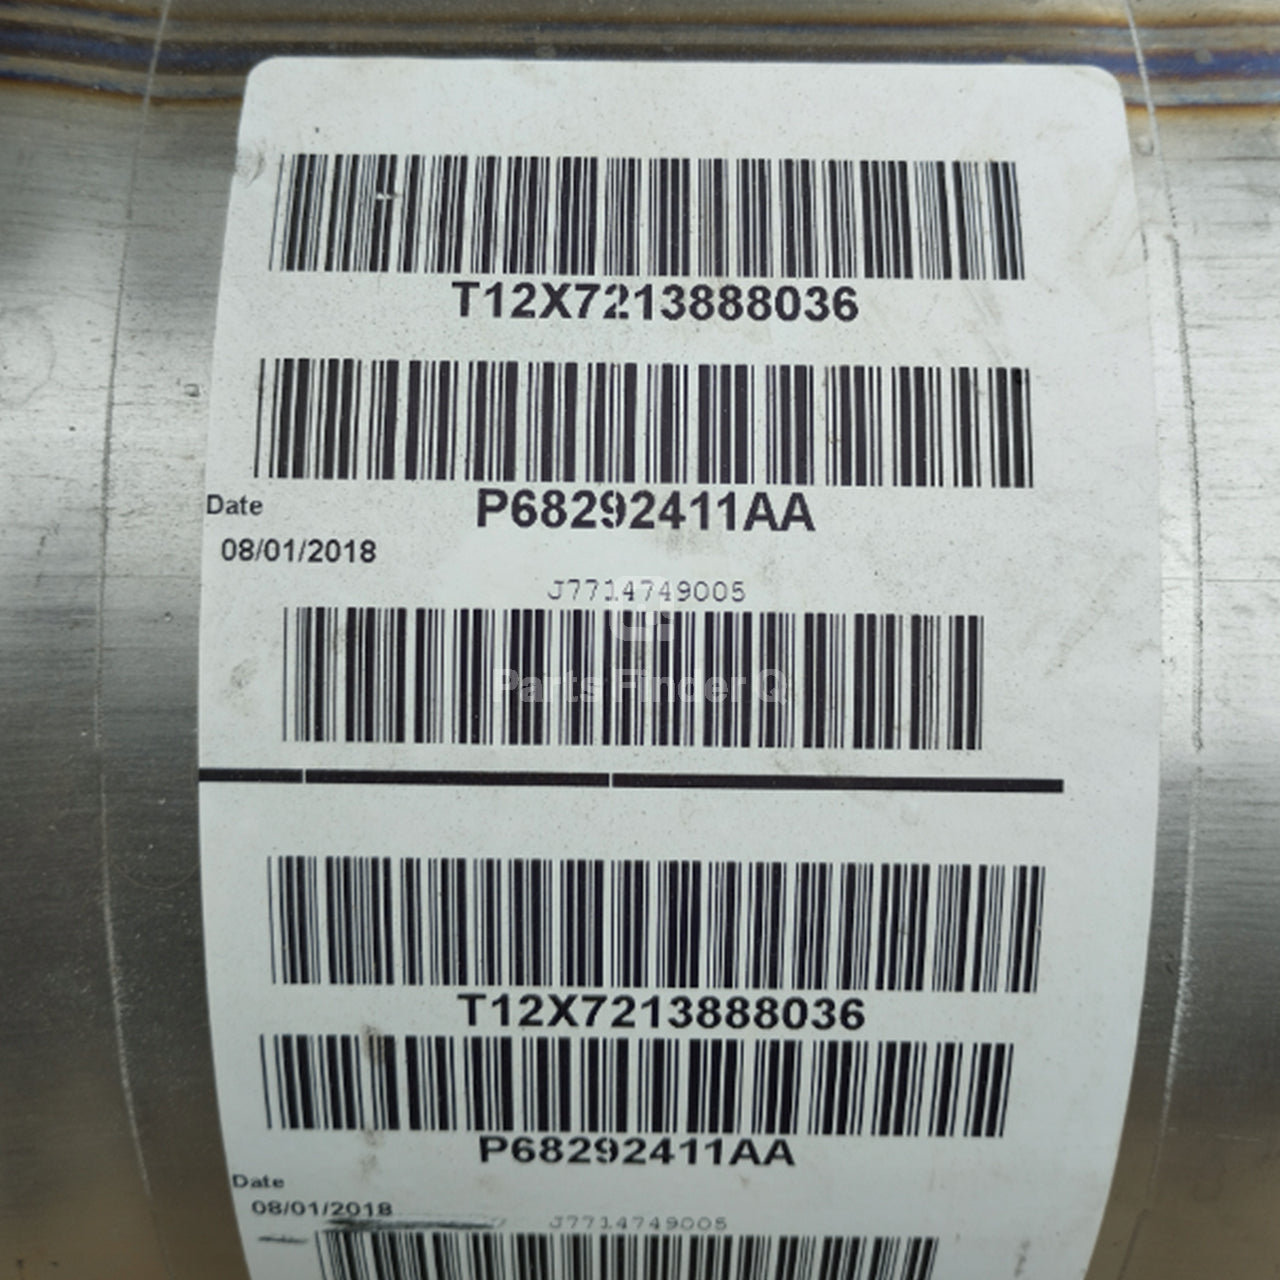 T12X7213888036
P68292411AA
Date
08/01/2018
J7714749005
Parts Finder Q
T12X7213888036
P68292411AA
Date
08/01/2018
J7714749005